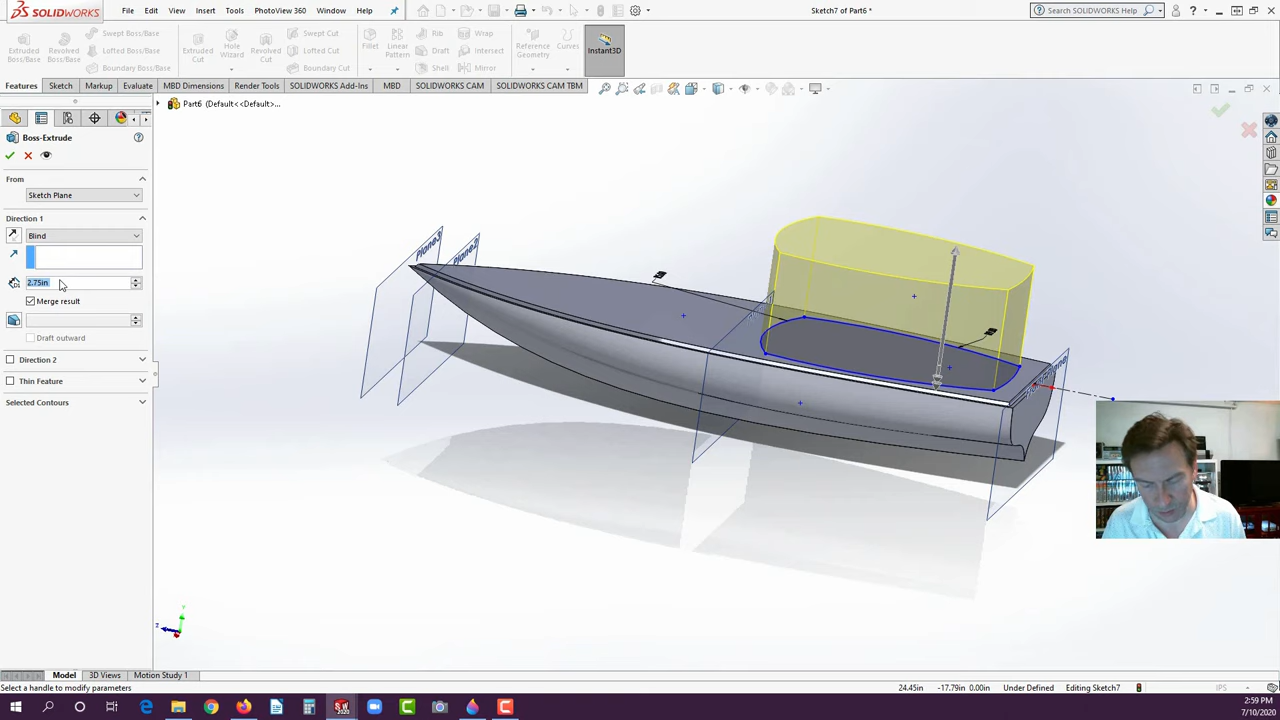 SOLIDWORKS File Edit View Insert Tools PhotoView 360 Window Help Sketch7 of Part6 * Search SOLIDWORKS Help
Extruded Boss/Base Revolved Boss/Base Swept Boss/Base Lofted Boss/Base Boundary Boss/Base Extruded Cut Hole Wizard Revolved Cut Swept Cut Lofted Cut Boundary Cut Fillet Linear Pattern Rib Draft Shell Wrap Intersect Mirror Reference Geometry Curves Instant3D
Features Sketch Markup Evaluate MBD Dimensions Render Tools SOLIDWORKS Add-Ins MBD SOLIDWORKS CAM SOLIDWORKS CAM TBM
Part6 (Default<<Default>...
Boss-Extrude
From
Sketch Plane
Direction 1
Blind
2.75in
Merge result
Draft outward
Direction 2
Thin Feature
Selected Contours
Plane3
Plane2
Y
Z
Model 3D Views Motion Study 1
Select a handle to modify parameters 24.45in -17.79in 0.00in Under Defined Editing Sketch7 IPS
2:59 PM
7/10/2020